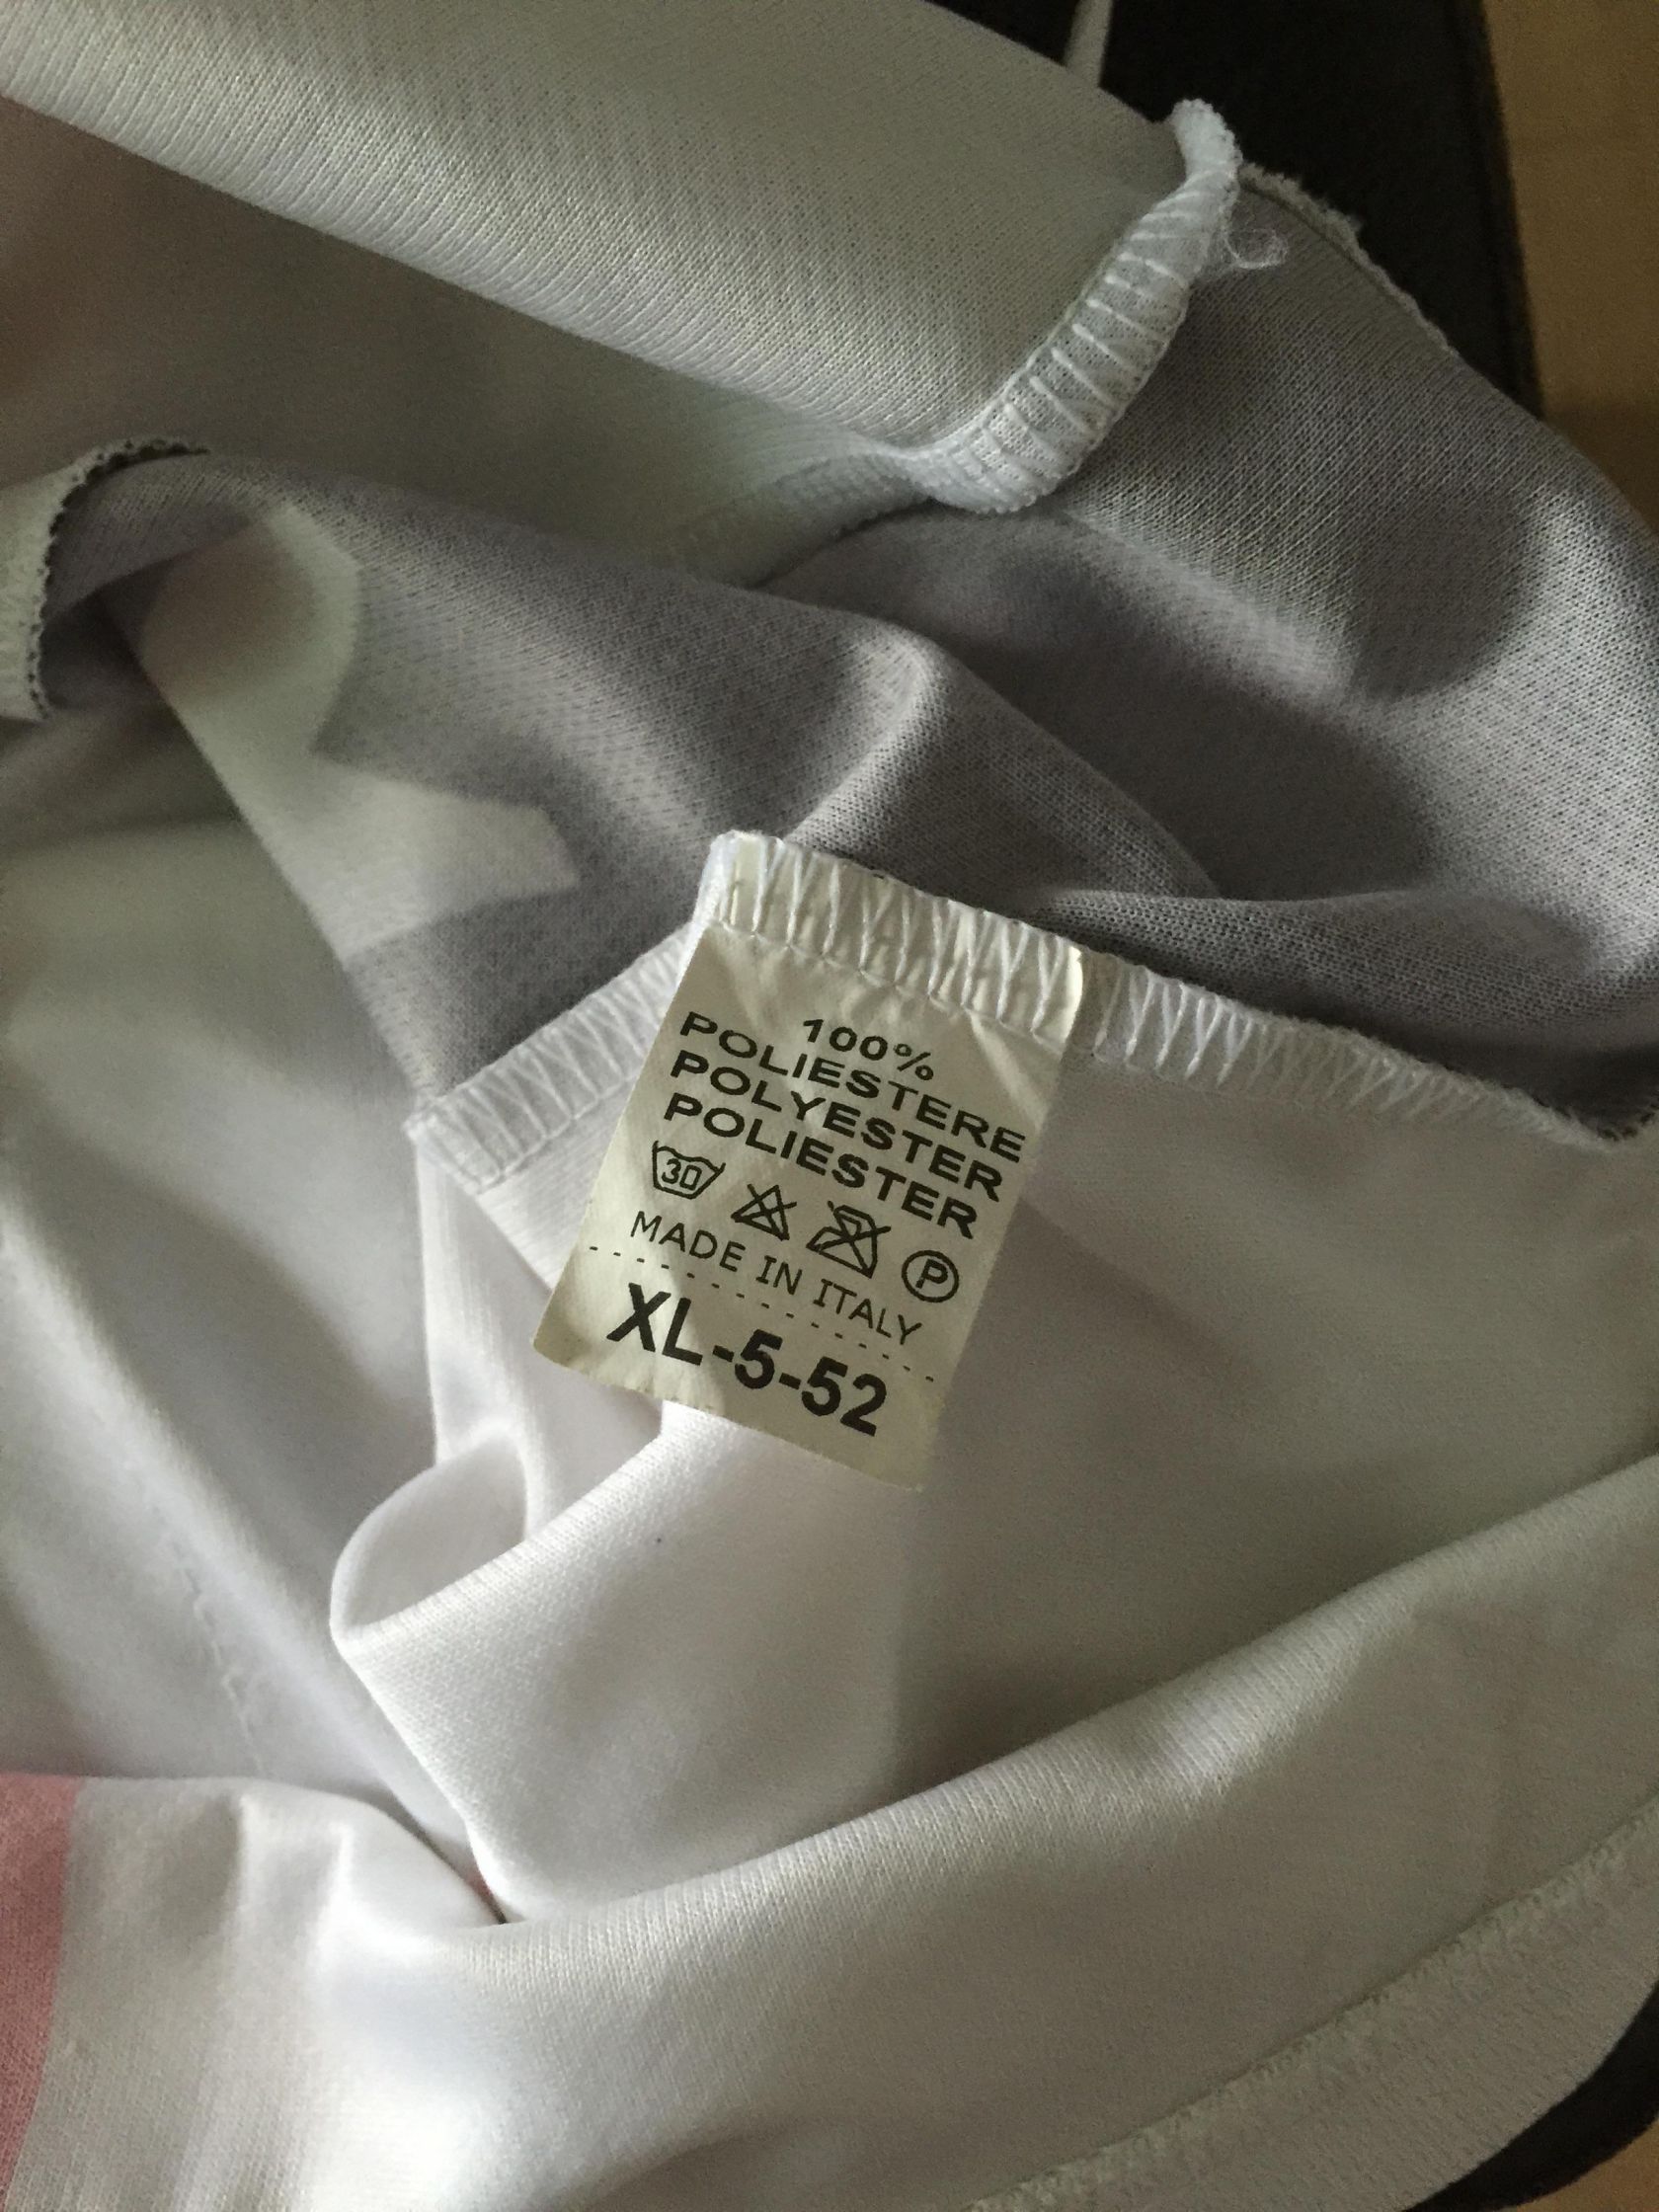 100%
POLIESTERE
POLYESTER
POLIESTER
30 P
MADE IN ITALY
XL-5-52